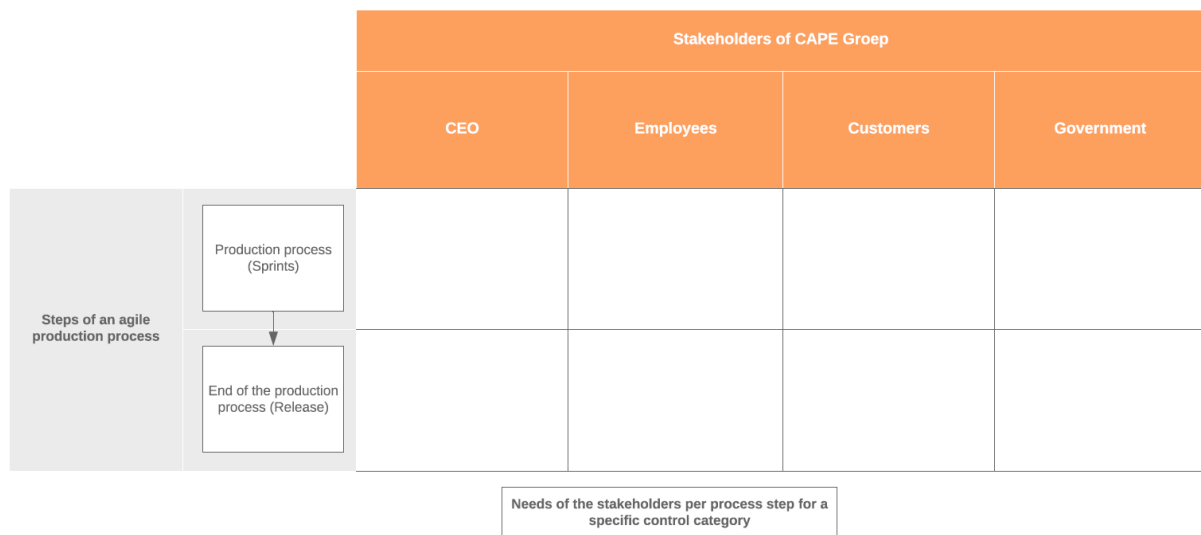 Stakeholders of CAPE Groep
CEO
Employees
Customers
Government
Steps of an agile
production process
Production process
(Sprints)
End of the production
process (Release)
Needs of the stakeholders per process step for a
specific control category